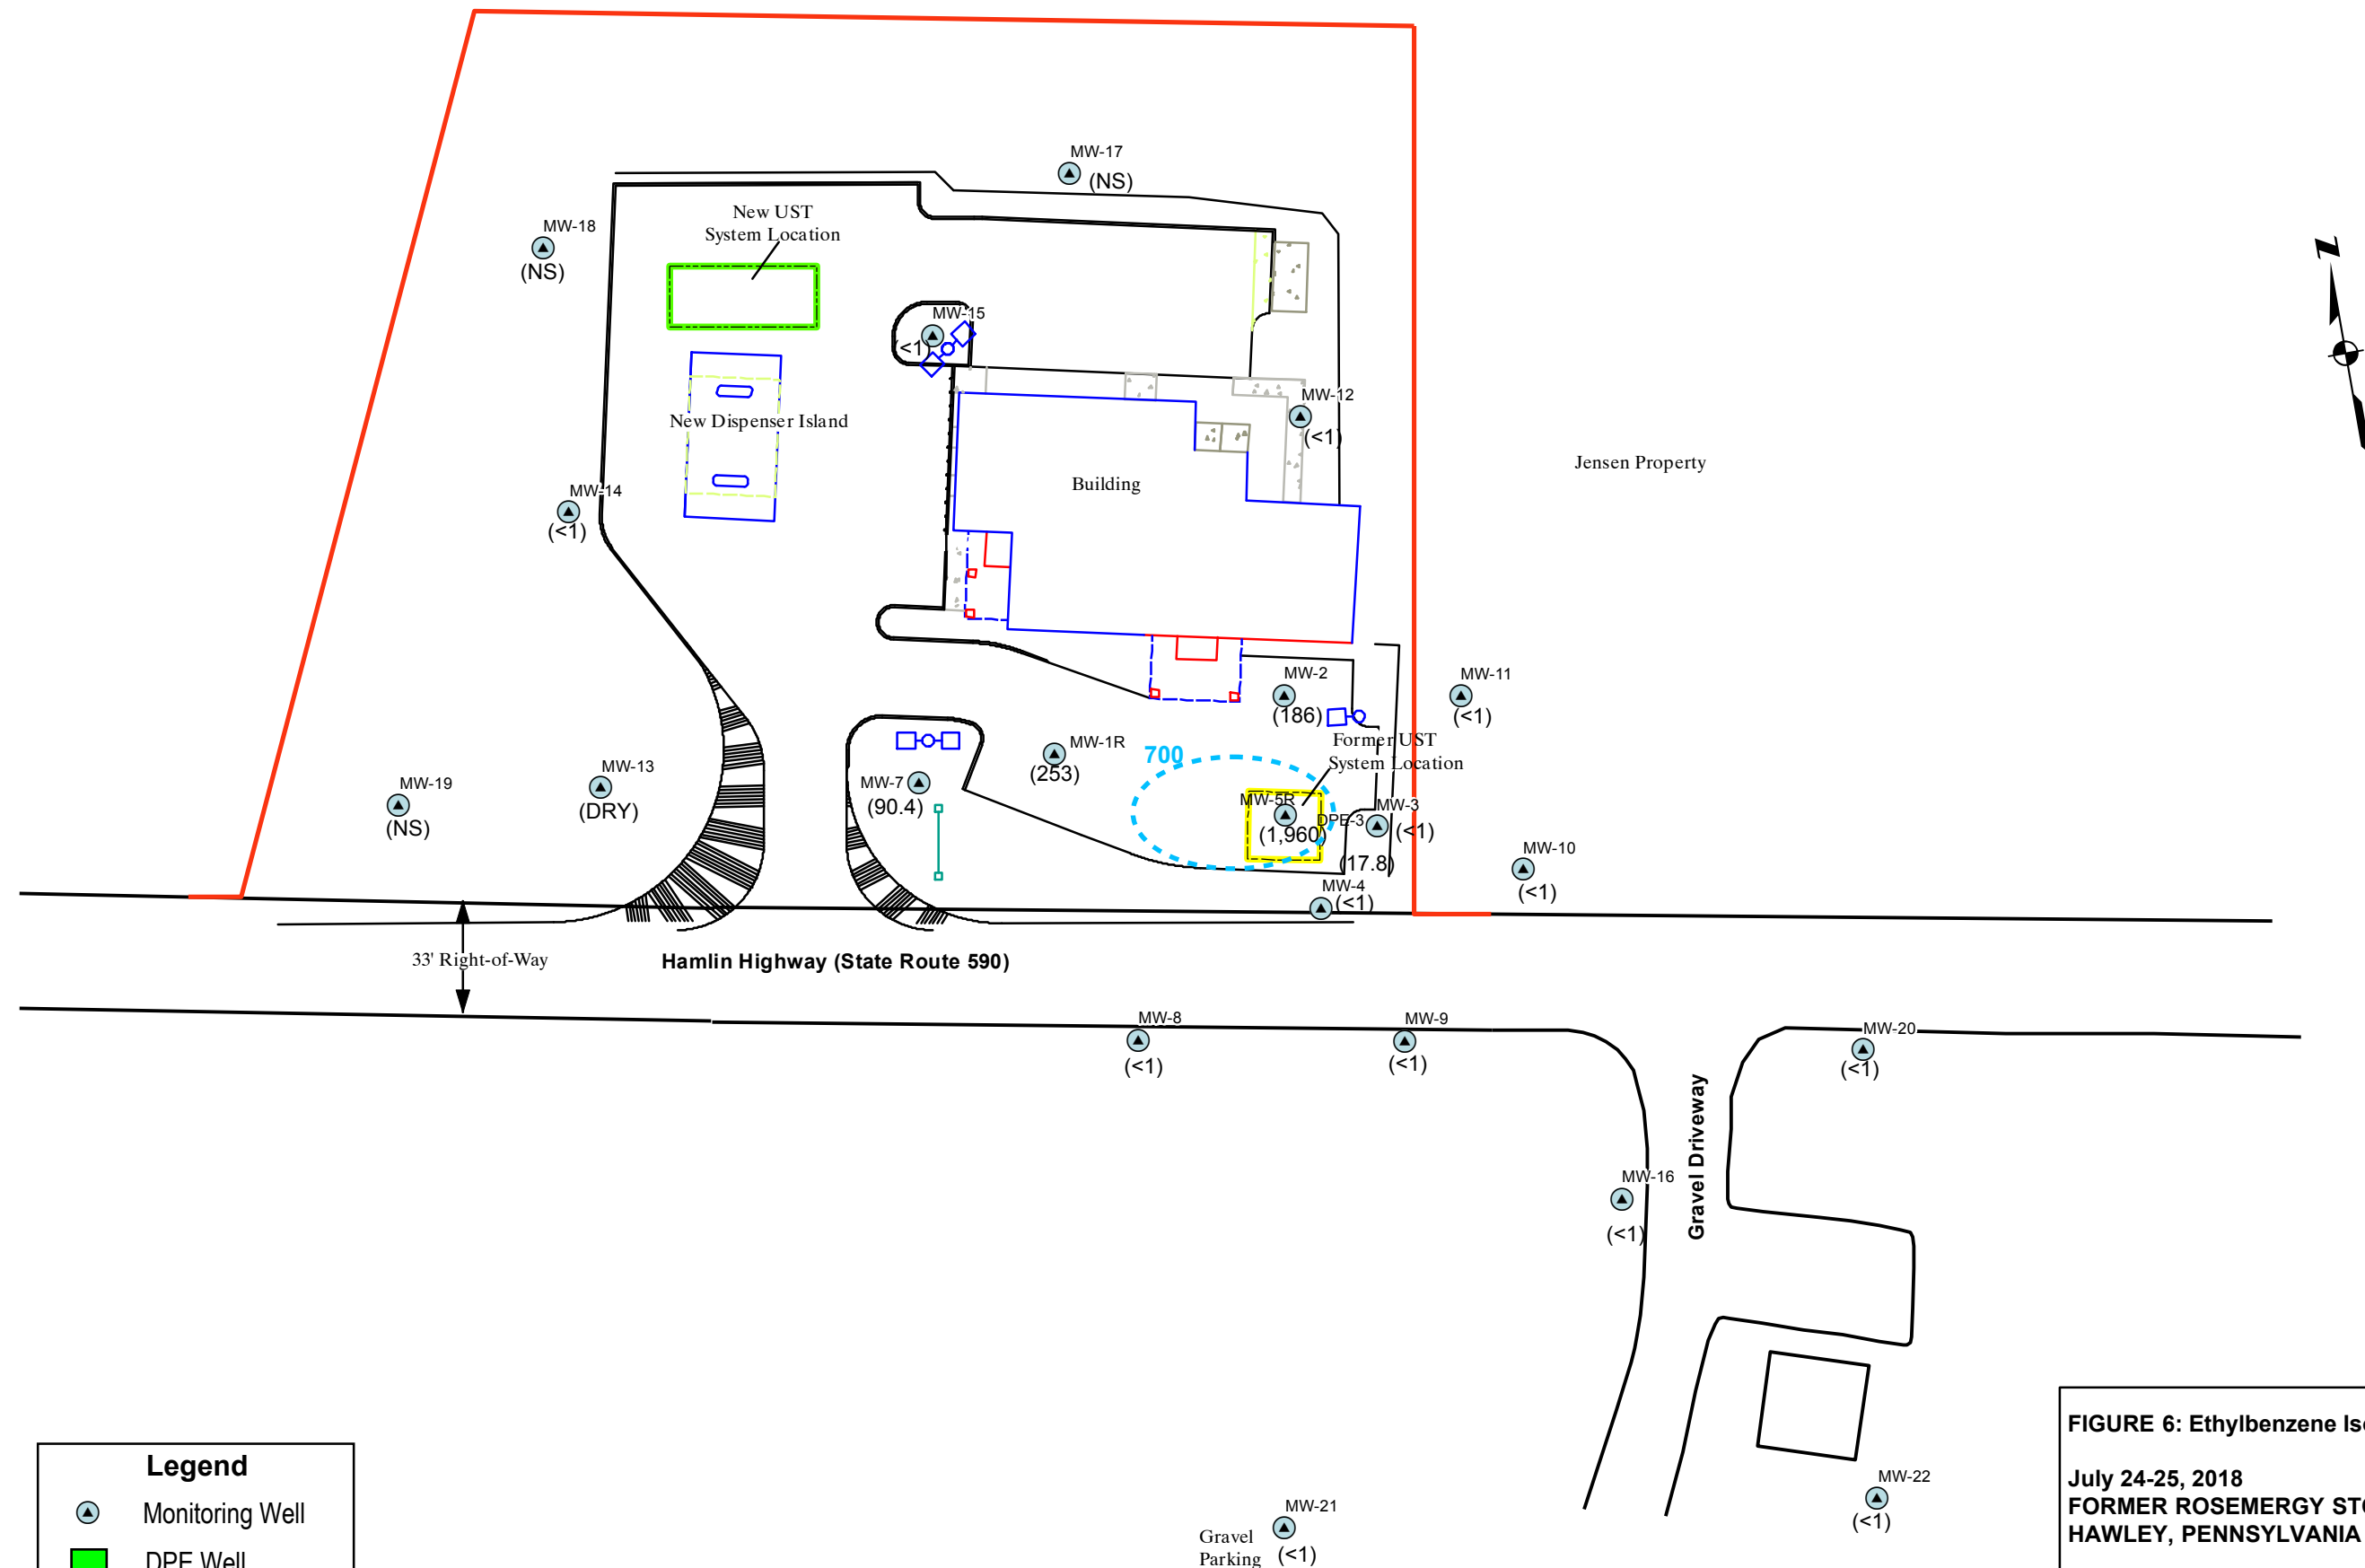 MW-17
(NS)
MW-18
(NS)
New UST
System Location
N
MW-15
(<1)
MW-12
(<1)
New Dispenser Island
Jensen Property
Building
MW-14
(<1)
MW-2
(186)
MW-11
(<1)
Former UST
System Location
MW-1R
(253)
700
MW-7
(90.4)
MW-13
(DRY)
MW-19
(NS)
MW-5R
(1,960)
DPE-3
(17.8)
MW-3
(<1)
MW-10
(<1)
MW-4
(<1)
33' Right-of-Way
Hamlin Highway (State Route 590)
MW-8
(<1)
MW-9
(<1)
MW-20
(<1)
Gravel Driveway
MW-16
(<1)
MW-22
(<1)
MW-21
(<1)
Gravel
Parking
Legend
Monitoring Well
DPE Well
FIGURE 6: Ethylbenzene
July 24-25, 2018
FORMER ROSEMERGY
HAWLEY, PENNSYLVANIA